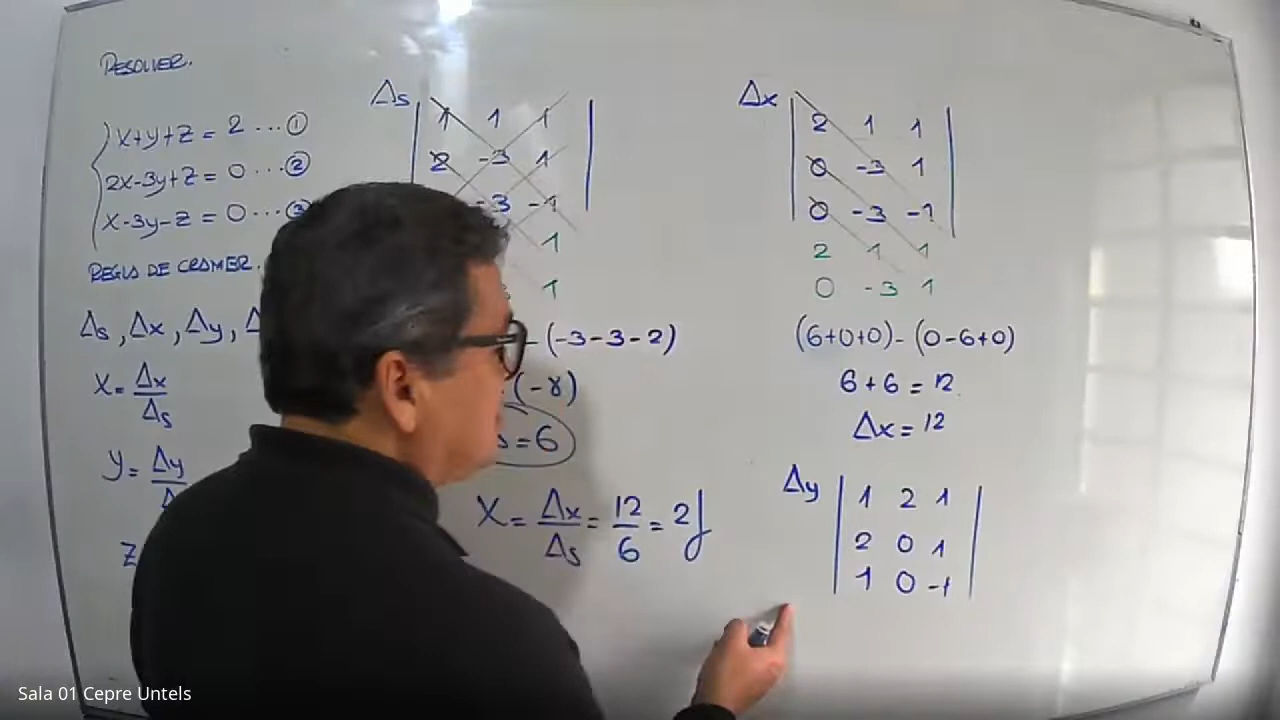 RESOLVER.
x+y+z = 2 ... ①
2x-3y+z = 0 ... ②
x-3y-z = 0 ... ③
REGLA DE CRAMER.
Δs, Δx, Δy, Δ
x = Δx/Δs
y = Δy/Δ
z
Δs
1 1 1
2 -3 1
-3 -1
1
1
- (-3-3-2)
(-8)
s = 6
X = Δx/Δs = 12/6 = 2
Δx
2 1 1
0 -3 1
0 -3 -1
2 1 1
0 -3 1
(6+0+0) - (0-6+0)
6+6 = 12.
Δx = 12
Δy
1 2 1
2 0 1
1 0 -1
Sala 01 Cepre Untels